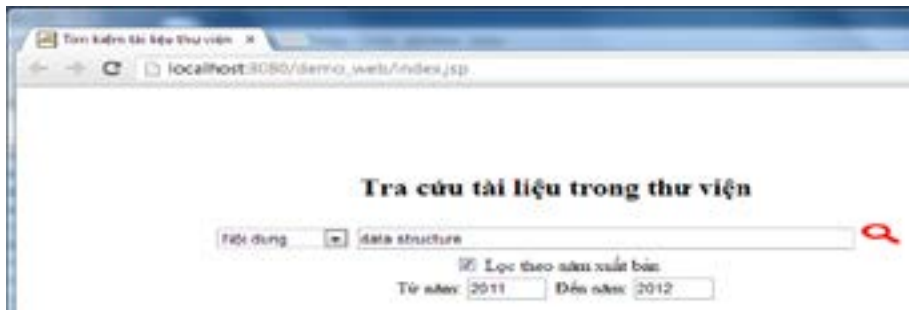 Tìm kiếm tài liệu thư viện ×
localhost:8080/demo_web/index.jsp
Tra cứu tài liệu trong thư viện
Nội dung data structure
Lọc theo năm xuất bản
Từ năm: 2011 Đến năm: 2012